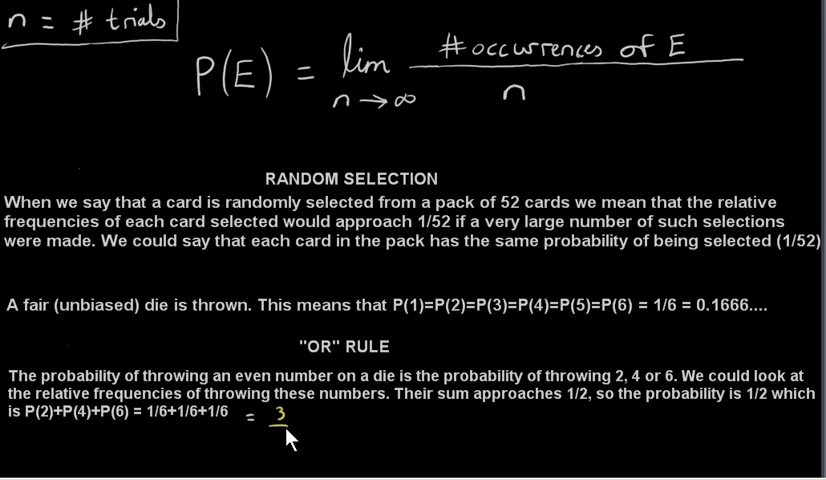 n = # trials
P(E) = lim # occurrences of E
n → ∞ n
RANDOM SELECTION
When we say that a card is randomly selected from a pack of 52 cards we mean that the relative
frequencies of each card selected would approach 1/52 if a very large number of such selections
were made. We could say that each card in the pack has the same probability of being selected (1/52)
A fair (unbiased) die is thrown. This means that P(1)=P(2)=P(3)=P(4)=P(5)=P(6) = 1/6 = 0.1666....
"OR" RULE
The probability of throwing an even number on a die is the probability of throwing 2, 4 or 6. We could look at
the relative frequencies of throwing these numbers. Their sum approaches 1/2, so the probability is 1/2 which
is P(2)+P(4)+P(6) = 1/6+1/6+1/6 = 3